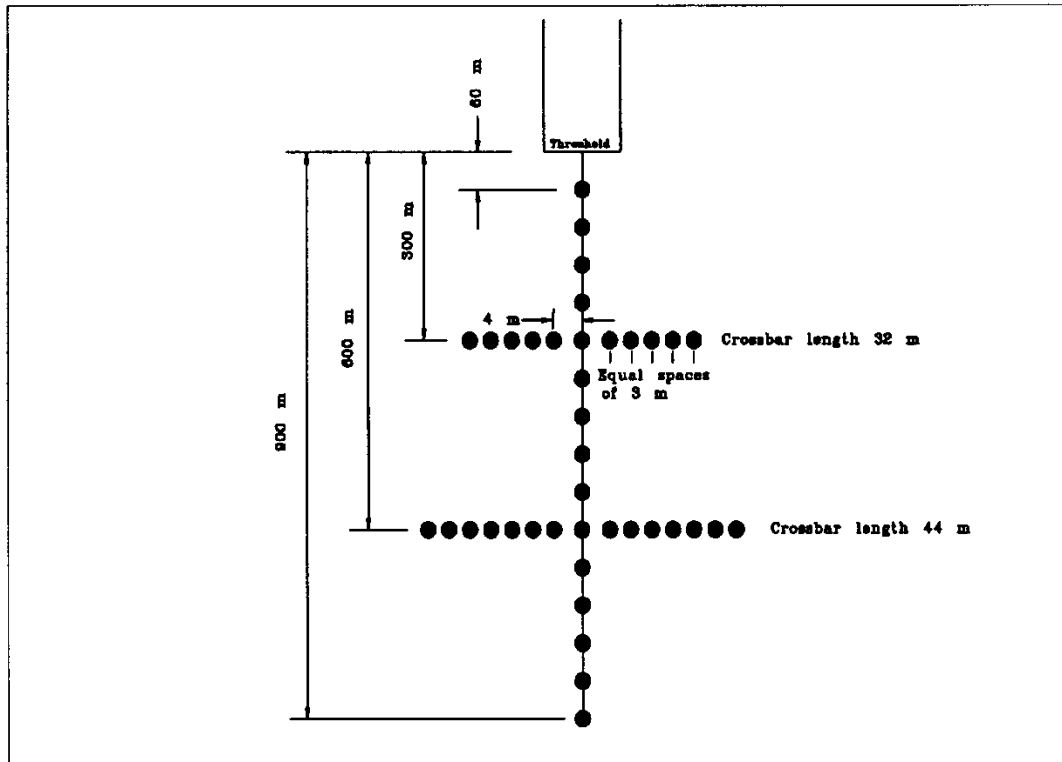 60 m
Threshold
300 m
4 m
Crossbar length 32 m
Equal spaces
of 3 m
600 m
900 m
Crossbar length 44 m